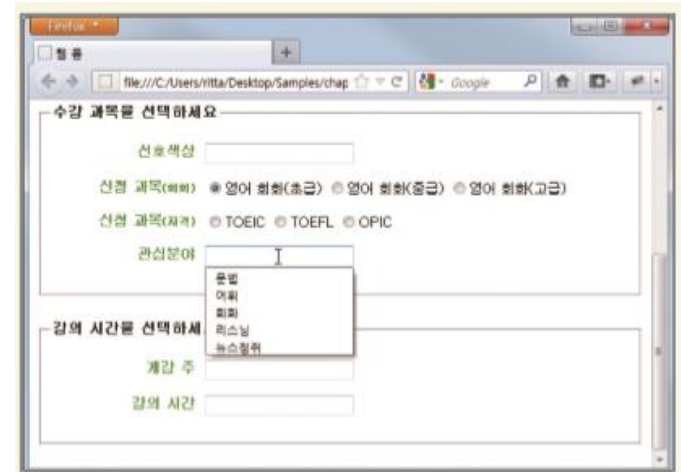 Firefox
웹 폼
file:///C:/Users/ritta/Desktop/Samples/chap
Google
수강 과목을 선택하세요
선호색상
신청 과목(회화) 영어 회화(초급) 영어 회화(중급) 영어 회화(고급)
신청 과목(자격) TOEIC TOEFL OPIC
관심분야
문법
어휘
회화
리스닝
뉴스청취
강의 시간을 선택하세
개강 주
강의 시간